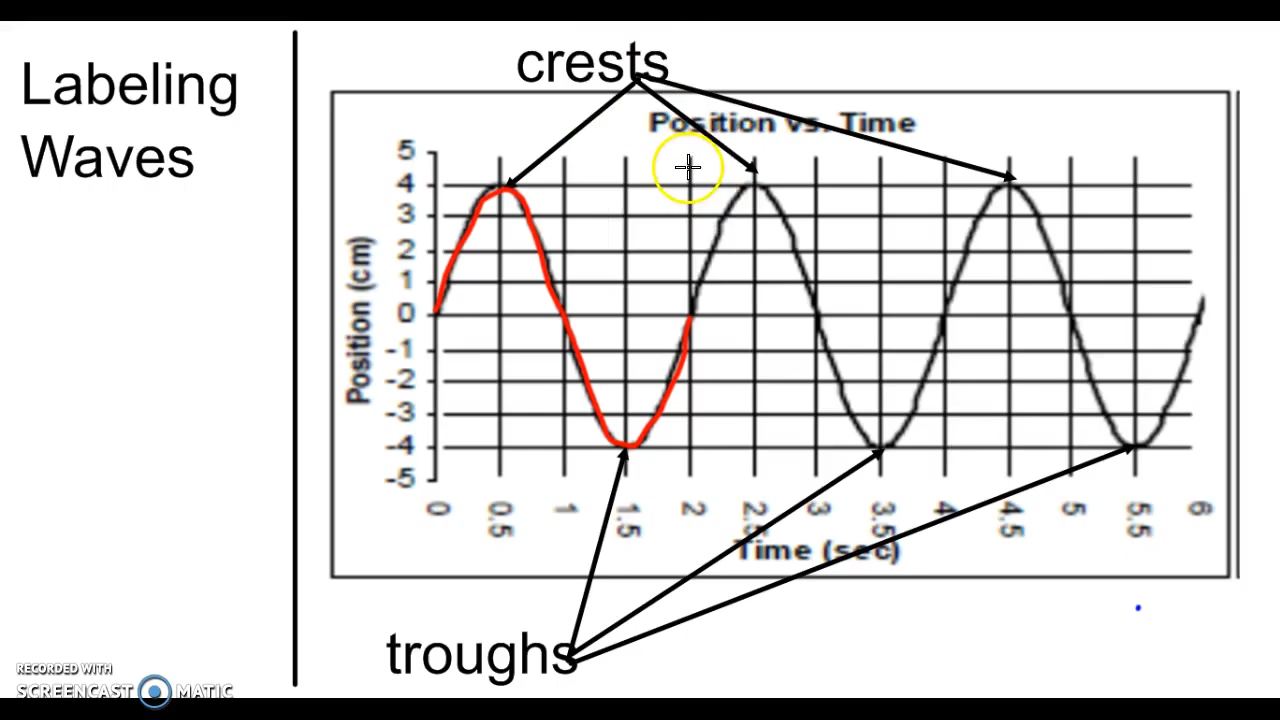 Labeling
Waves
crests
Position vs. Time
5
4
3
2
1
0
-1
-2
-3
-4
-5
Position (cm)
0 0.5 1 1.5 2 2.5 3 3.5 4 4.5 5 5.5 6
Time (sec)
troughs
RECORDED WITH
SCREENCAST MATIC